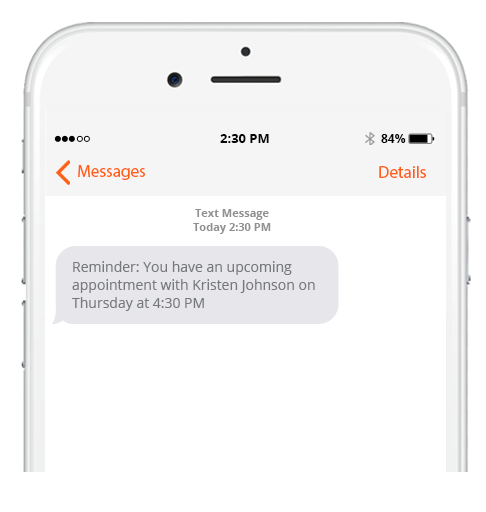 2:30 PM
84%
Messages
Details
Text Message
Today 2:30 PM
Reminder: You have an upcoming
appointment with Kristen Johnson on
Thursday at 4:30 PM